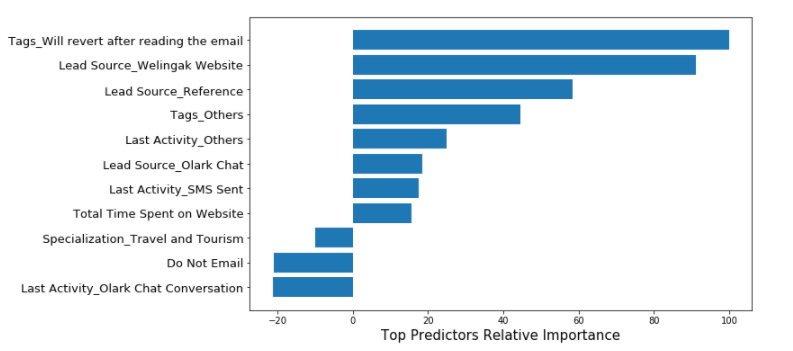 Tags_Will revert after reading the email
Lead Source_Welingak Website
Lead Source_Reference
Tags_Others
Last Activity_Others
Lead Source_Olark Chat
Last Activity_SMS Sent
Total Time Spent on Website
Specialization_Travel and Tourism
Do Not Email
Last Activity_Olark Chat Conversation
−20 0 20 40 60 80 100
Top Predictors Relative Importance